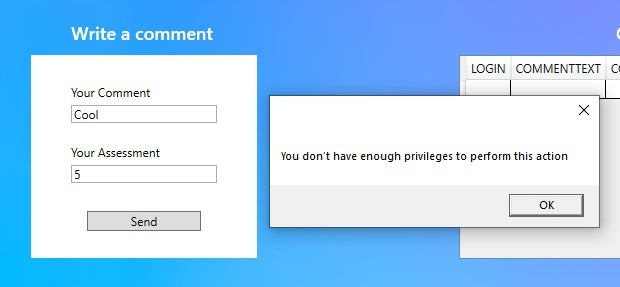 Write a comment
LOGIN COMMENTTEXT
Your Comment
Cool
You don't have enough privileges to perform this action
Your Assessment
5
OK
Send